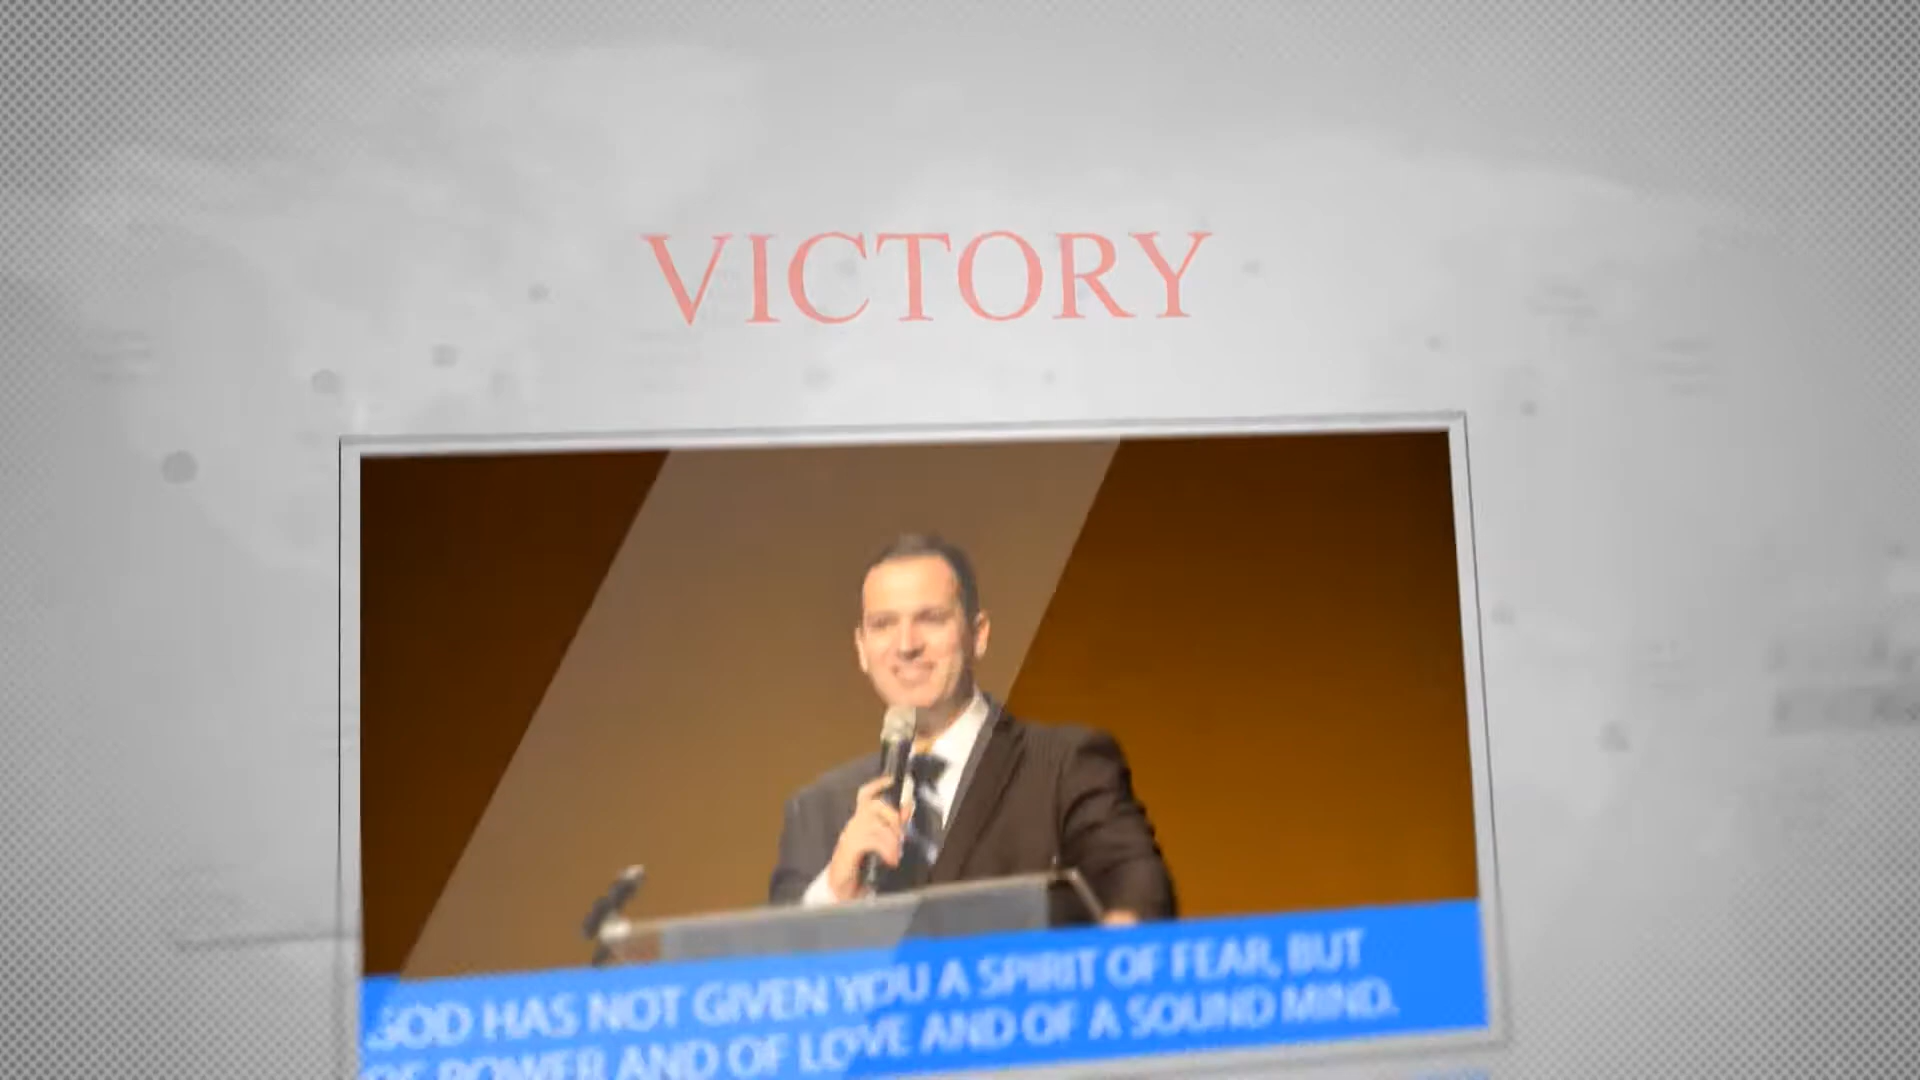 VICTORY
GOD HAS NOT GIVEN YOU A SPIRIT OF FEAR, BUT
OF POWER AND OF LOVE AND OF A SOUND MIND.